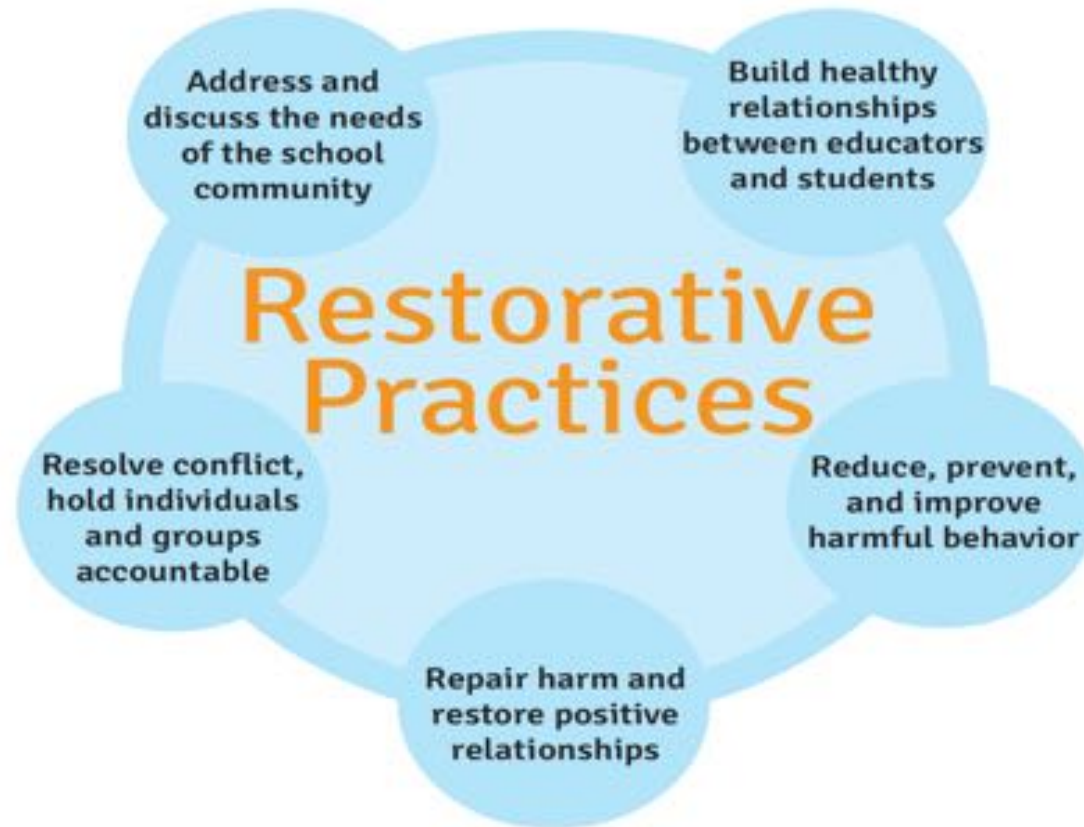 Address and
discuss the needs
of the school
community
Build healthy
relationships
between educators
and students
Restorative
Practices
Resolve conflict,
hold individuals
and groups
accountable
Reduce, prevent,
and improve
harmful behavior
Repair harm and
restore positive
relationships